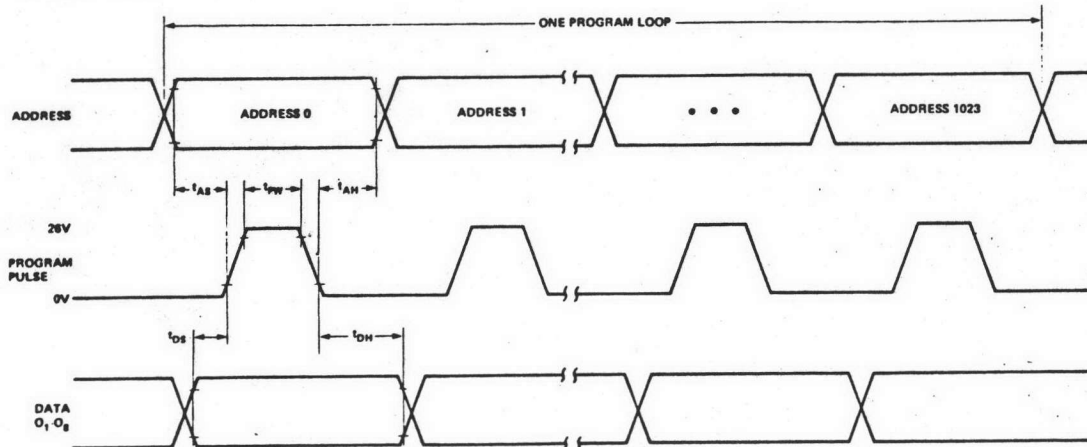 ONE PROGRAM LOOP
ADDRESS
ADDRESS 0
ADDRESS 1
• • •
ADDRESS 1023
tAS
tPW
tAH
26V
PROGRAM
PULSE
0V
tDS
tDH
DATA
O1-O8